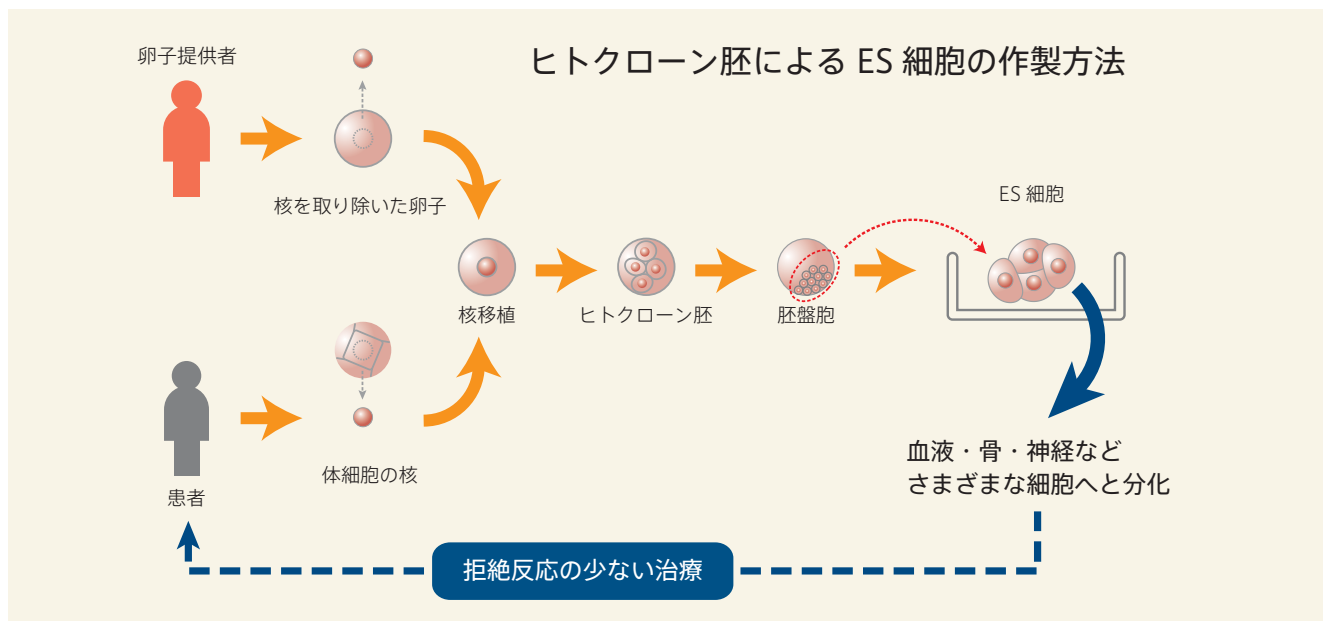 ヒトクローン胚による ES 細胞の作製方法
卵子提供者
核を取り除いた卵子
ES 細胞
核移植
ヒトクローン胚
胚盤胞
体細胞の核
患者
血液・骨・神経など
さまざまな細胞へと分化
拒絶反応の少ない治療